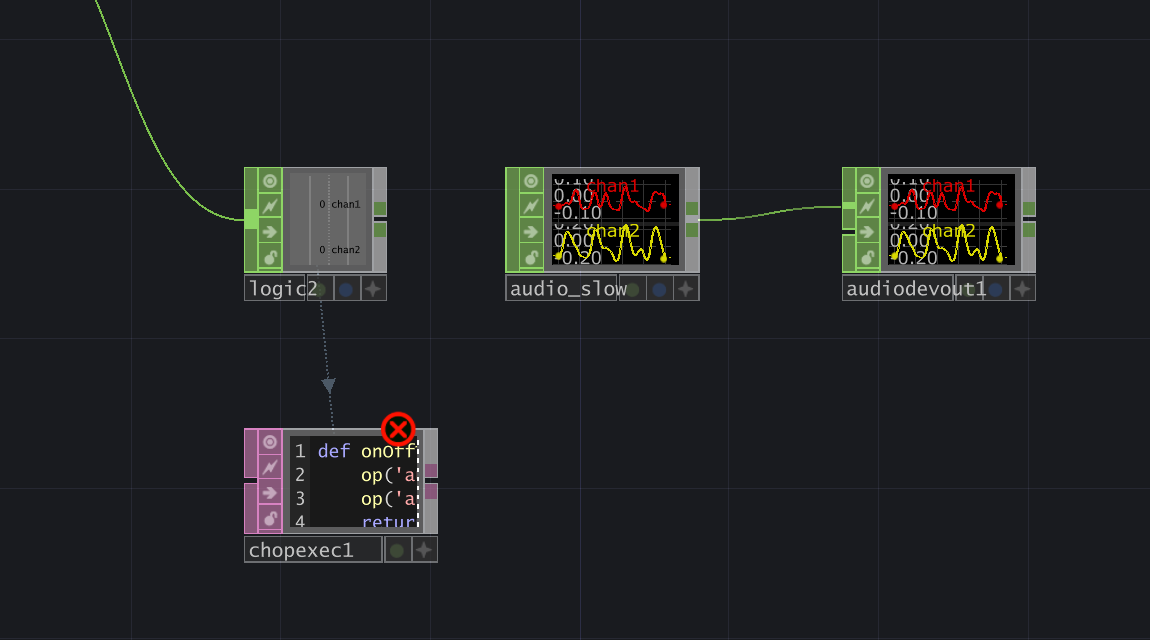 0 chan1
0 chan2
logic2
0.10
chan1
0.00
-0.10
0.20
chan2
0.00
-0.20
audio_slow
0.10
chan1
0.00
-0.10
0.20
chan2
0.00
-0.20
audiodevout1
1 def onOff
2 op('a
3 op('a
4 retur
chopexec1